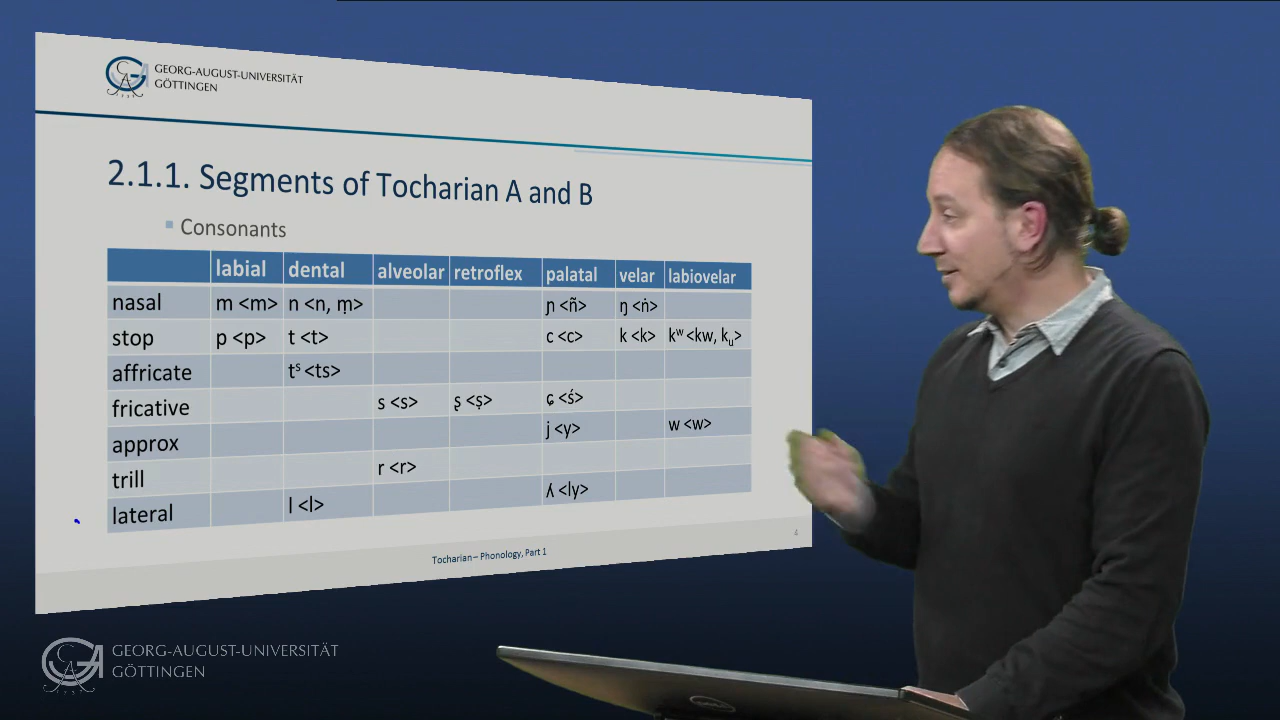 GEORG-AUGUST-UNIVERSITÄT
GÖTTINGEN
2.1.1. Segments of Tocharian A and B
Consonants
labial dental alveolar retroflex palatal velar labiovelar
nasal m <m> n <n, ṃ> ɲ <ñ> ŋ <ṅ>
stop p <p> t <t> c <c> k <k> kʷ <kw, kᵤ>
affricate tˢ <ts>
fricative s <s> ʂ <ṣ> ɕ <ś>
approx j <y> w <w>
trill r <r>
lateral l <l> ʎ <ly>
Tocharian – Phonology, Part 1
4
GEORG-AUGUST-UNIVERSITÄT
GÖTTINGEN
DELL